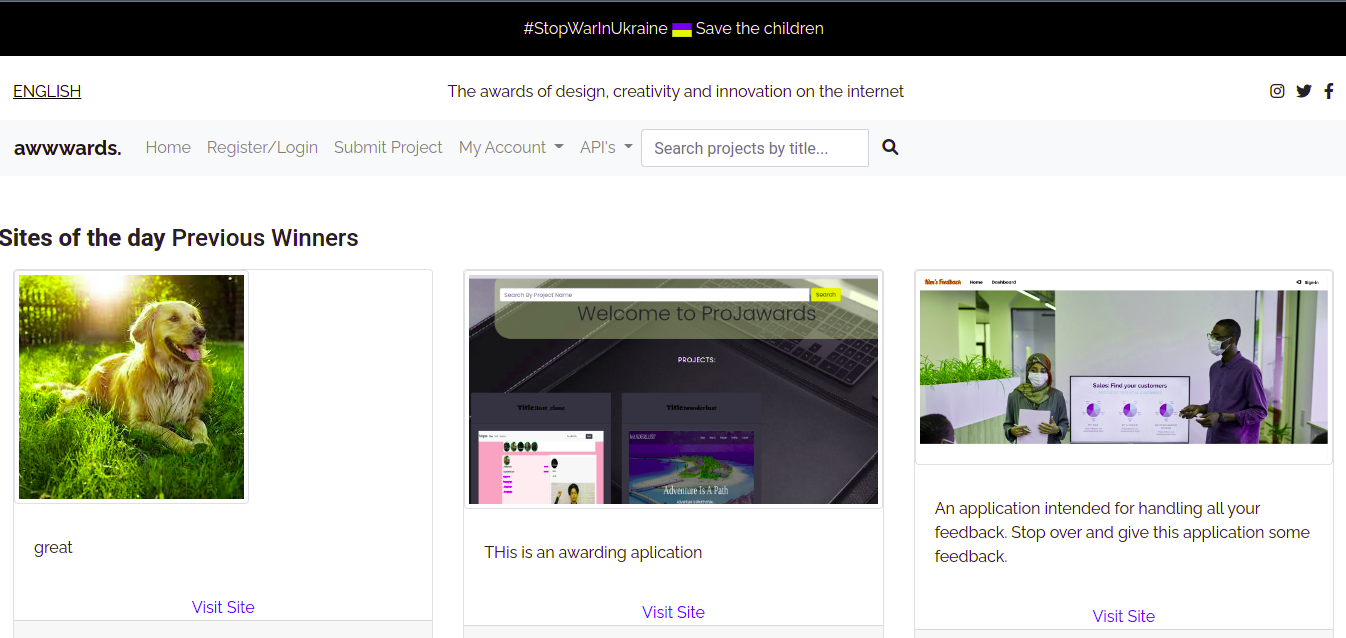 #StopWarInUkraine Save the children
ENGLISH
The awards of design, creativity and innovation on the internet
awwwards.
Home
Register/Login
Submit Project
My Account
API's
Search projects by title...
Sites of the day Previous Winners
Search By Project Name
Search
Welcome to ProJawards
PROJECTS:
Adventure Is A Path
Home
Dashboard
Sign-In
Sales: Find your customers
great
THis is an awarding aplication
An application intended for handling all your
feedback. Stop over and give this application some
feedback.
Visit Site
Visit Site
Visit Site